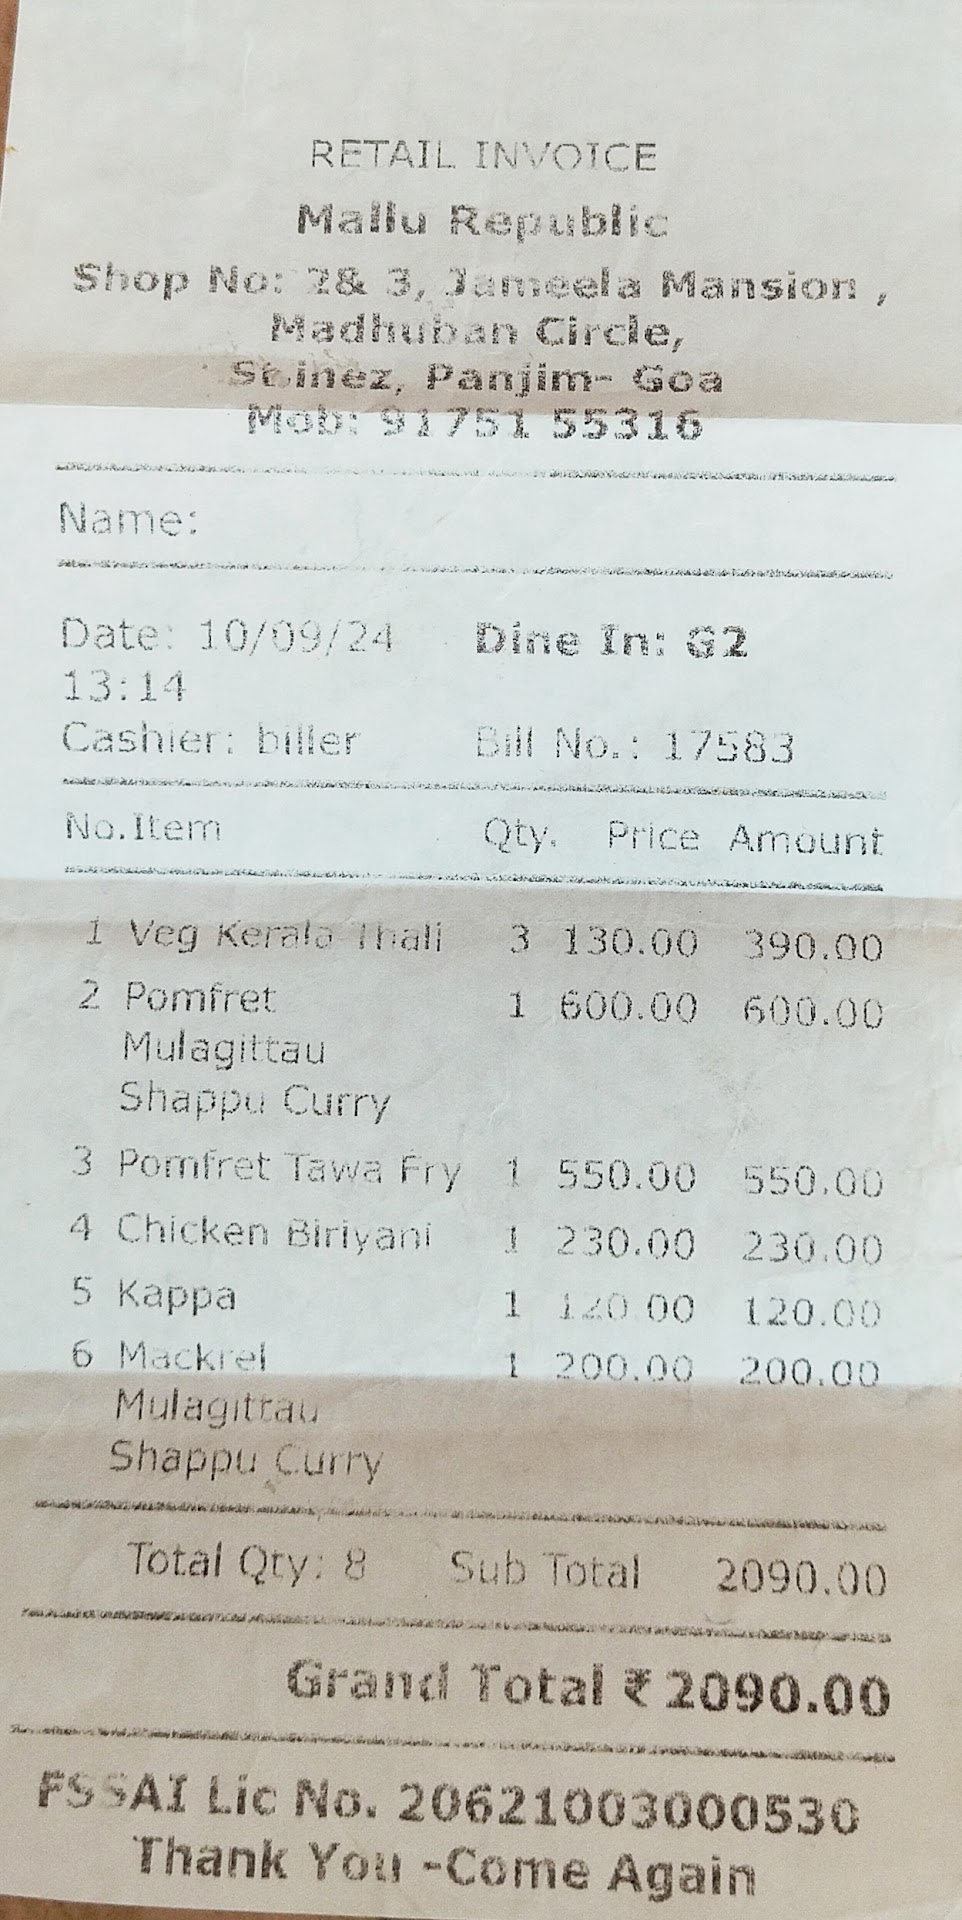 RETAIL INVOICE
Mallu Republic
Shop No: 2& 3, Jameela Mansion ,
Madhuban Circle,
St.inez, Panjim- Goa
Mob: 91751 55316
Name:
Date: 10/09/24 Dine In: G2
13:14
Cashier: biller Bill No.: 17583
No.Item Qty. Price Amount
1 Veg Kerala Thali 3 130.00 390.00
2 Pomfret 1 600.00 600.00
Mulagittau
Shappu Curry
3 Pomfret Tawa Fry 1 550.00 550.00
4 Chicken Biriyani 1 230.00 230.00
5 Kappa 1 120.00 120.00
6 Mackrel 1 200.00 200.00
Mulagittau
Shappu Curry
Total Qty: 8 Sub Total 2090.00
Grand Total ₹ 2090.00
FSSAI Lic No. 20621003000530
Thank You -Come Again